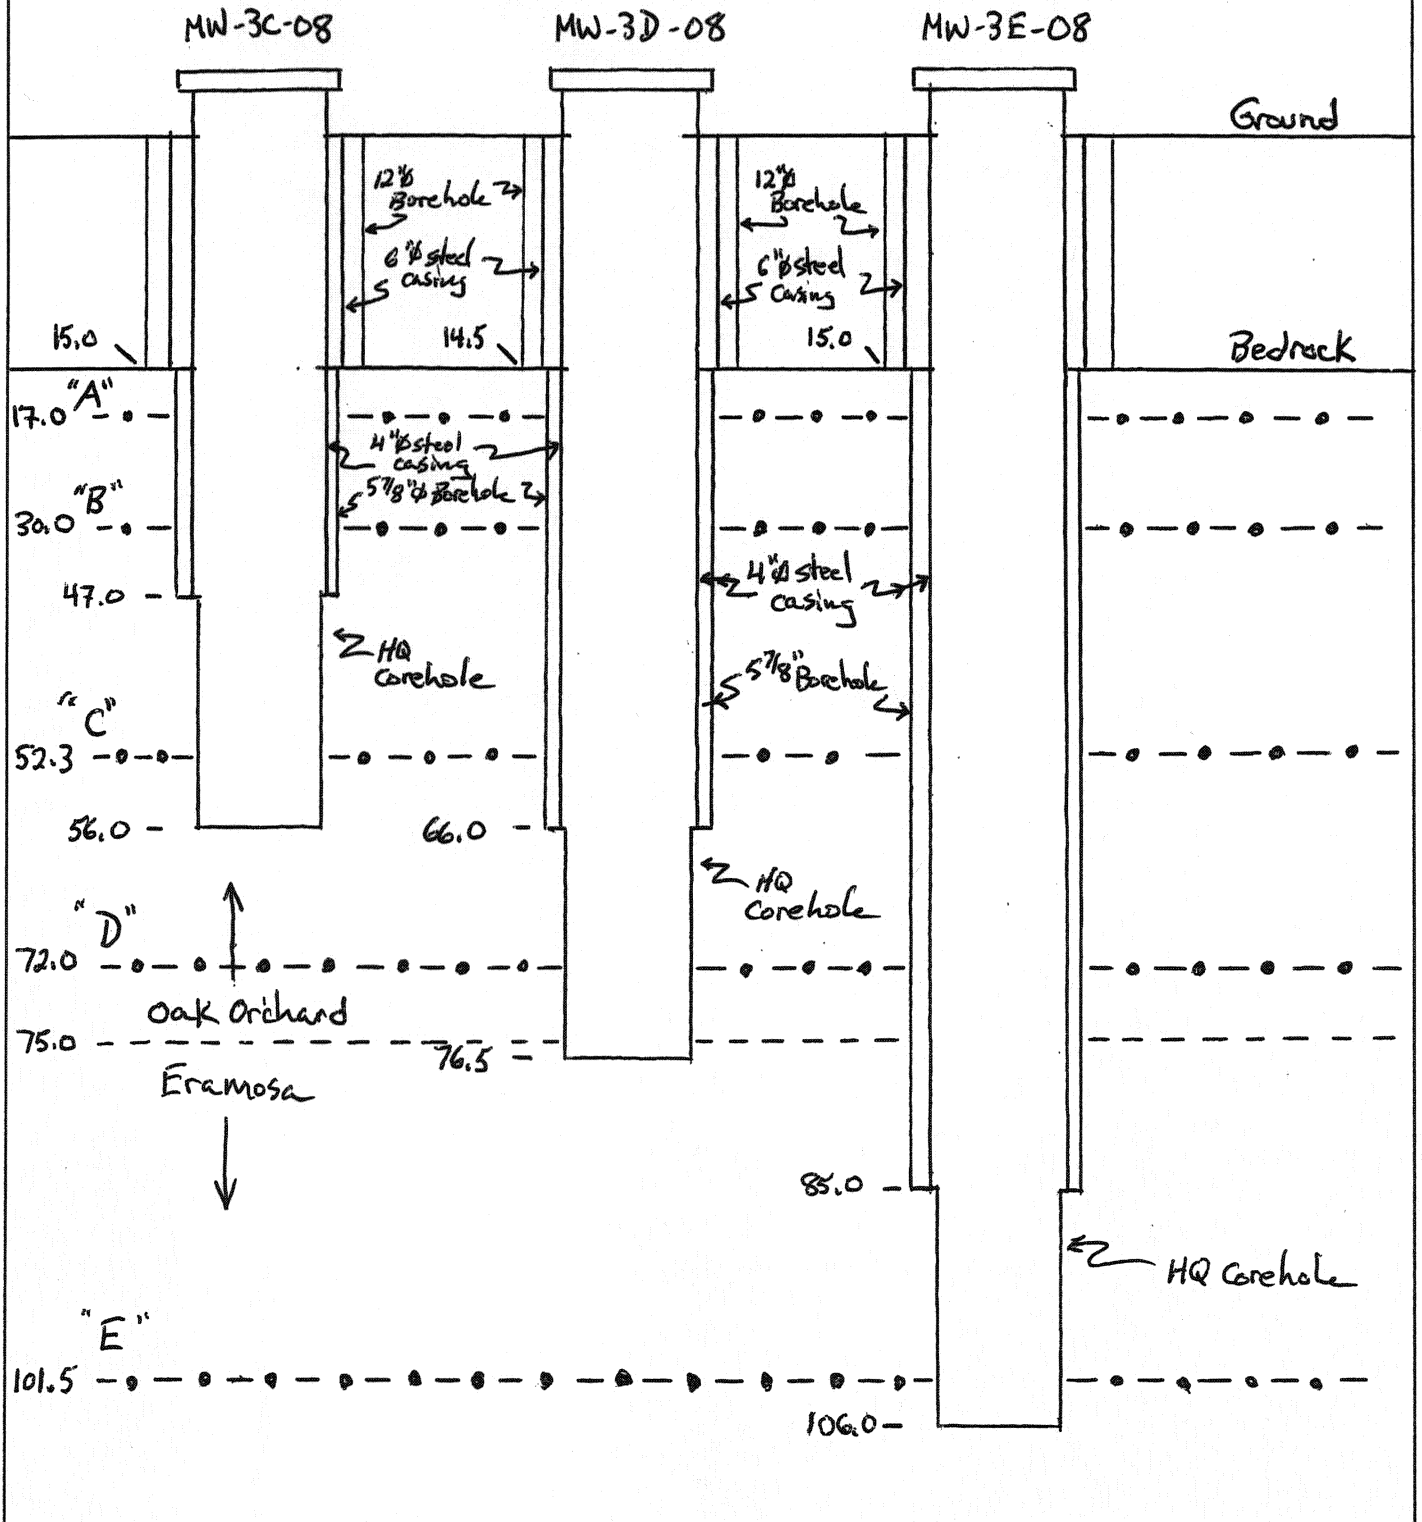 MW-3C-08 MW-3D-08 MW-3E-08
Ground
12"Ø
Borehole
6"Ø steel
casing
12"Ø
Borehole
6"Ø steel
Casing
15.0 14.5 15.0
Bedrock
"A"
17.0
4"Ø steel
casing
5 7/8"Ø Borehole
"B"
30.0
4"Ø steel
casing
47.0
HQ
Corehole
5 7/8" Borehole
"C"
52.3
56.0 66.0
HQ
Corehole
"D"
72.0
Oak Orchard
75.0
76.5
Eramosa
85.0
HQ Corehole
"E"
101.5
106.0